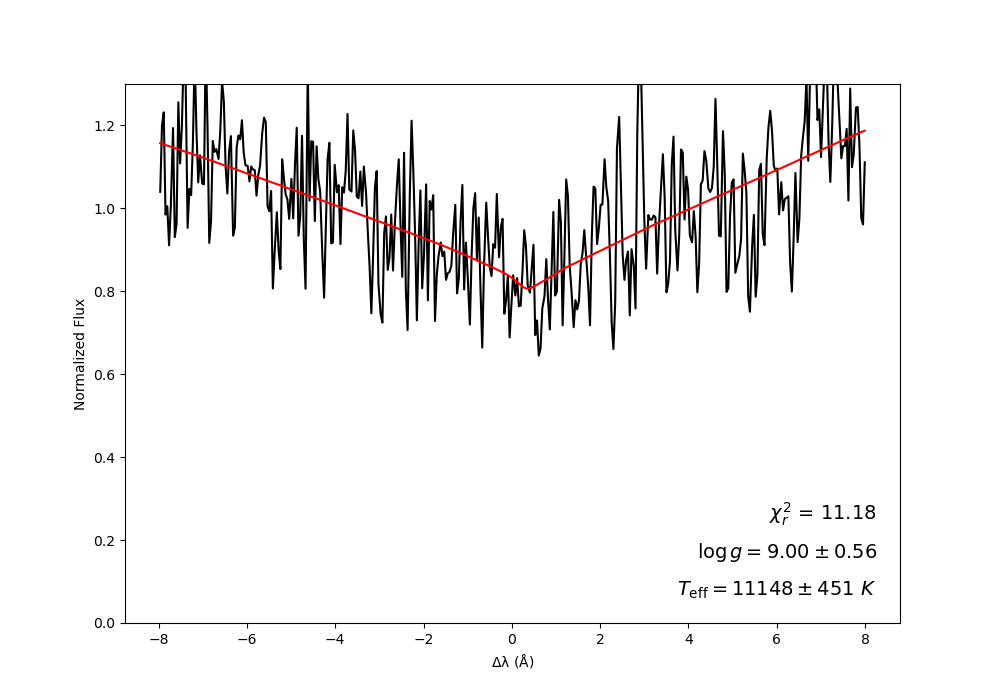 1.2
1.0
0.8
0.6
0.4
0.2
0.0
Normalized Flux
χ²ᵣ = 11.18
log g = 9.00 ± 0.56
T_eff = 11148 ± 451 K
−8 −6 −4 −2 0 2 4 6 8
Δλ (Å)